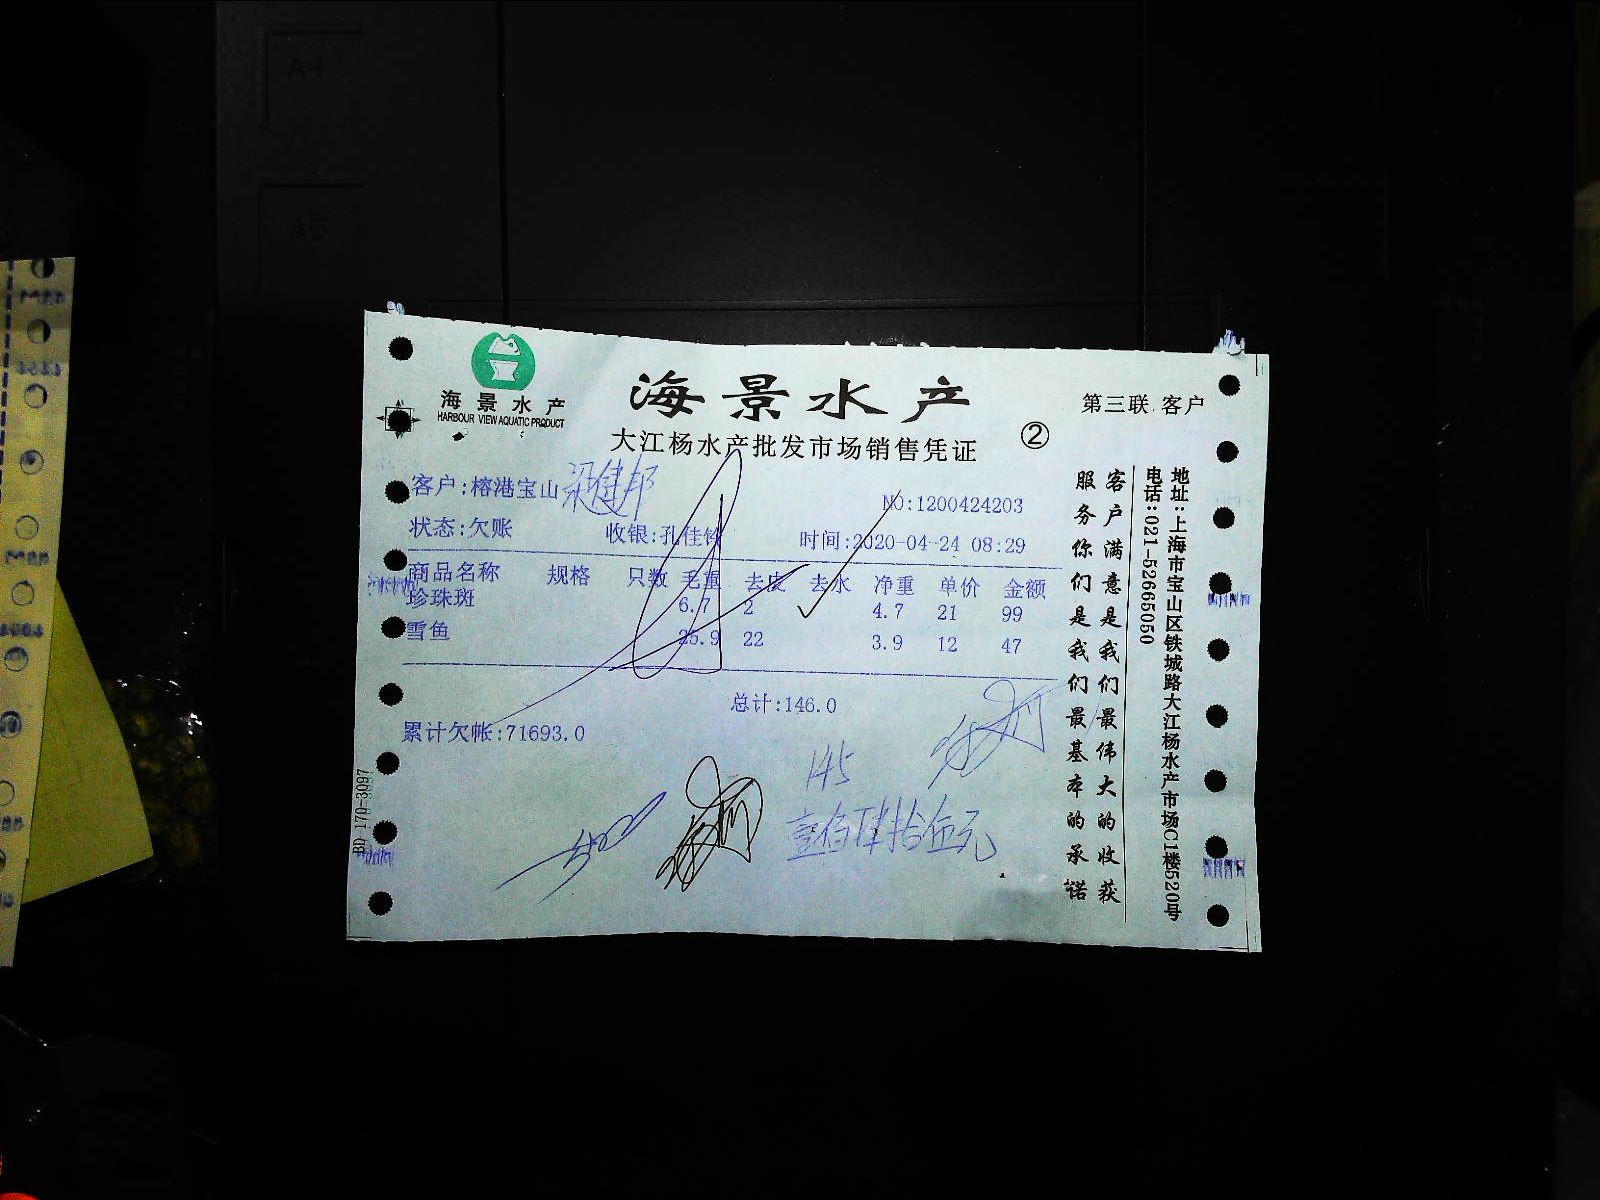 A4
A5
海景水产
HARBOUR VIEW AQUATIC PRODUCT
海景水产
第三联 客户
大江杨水产批发市场销售凭证 ②
客户:榕港宝山 梁健邦
NO:1200424203
状态:欠账 收银:孔佳铃 时间:2020-04-24 08:29
商品名称 规格 只数 毛重 去皮 去水 净重 单价 金额
珍珠斑 6.7 2 4.7 21 99
雪鱼 25.9 22 3.9 12 47
总计:146.0
累计欠帐:71693.0
145
壹佰肆拾伍元
BD-170-3097
客户满意是我们最伟大的收获
服务你们是我们最基本的承诺
地址:上海市宝山区铁城路大江杨水产市场C1楼520号
电话:021-52665050